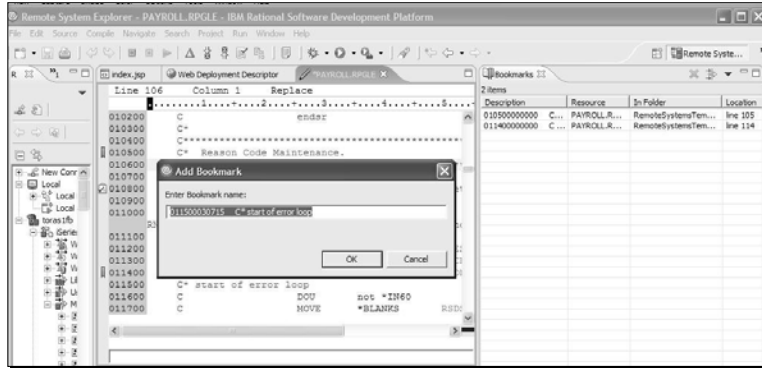 Remote System Explorer - PAYROLL.RPGLE - IBM Rational Software Development Platform
File Edit Source Compile Navigate Search Project Run Window Help
Remote Syste...
index.jsp
Web Deployment Descriptor
*PAYROLL.RPGLE
Bookmarks
Line 106 Column 1 Replace
2 items
Description Resource In Folder Location
010500000000 C... PAYROLL.R... RemoteSystemsTem... line 105
011400000000 C... PAYROLL.R... RemoteSystemsTem... line 114
010200 C endsr
010300 C*
010400 C*
010500 C* Reason Code Maintenance.
010600
010700
010800
010900
011000
011100
011200
011300
011400
011500 C* start of error loop
011600 C DOU not *IN60
011700 C MOVE *BLANKS
New Conn
Local
Local
Local
toras1fb
iSerie
Add Bookmark
Enter Bookmark name:
011500030715 C* start of error loop
OK Cancel